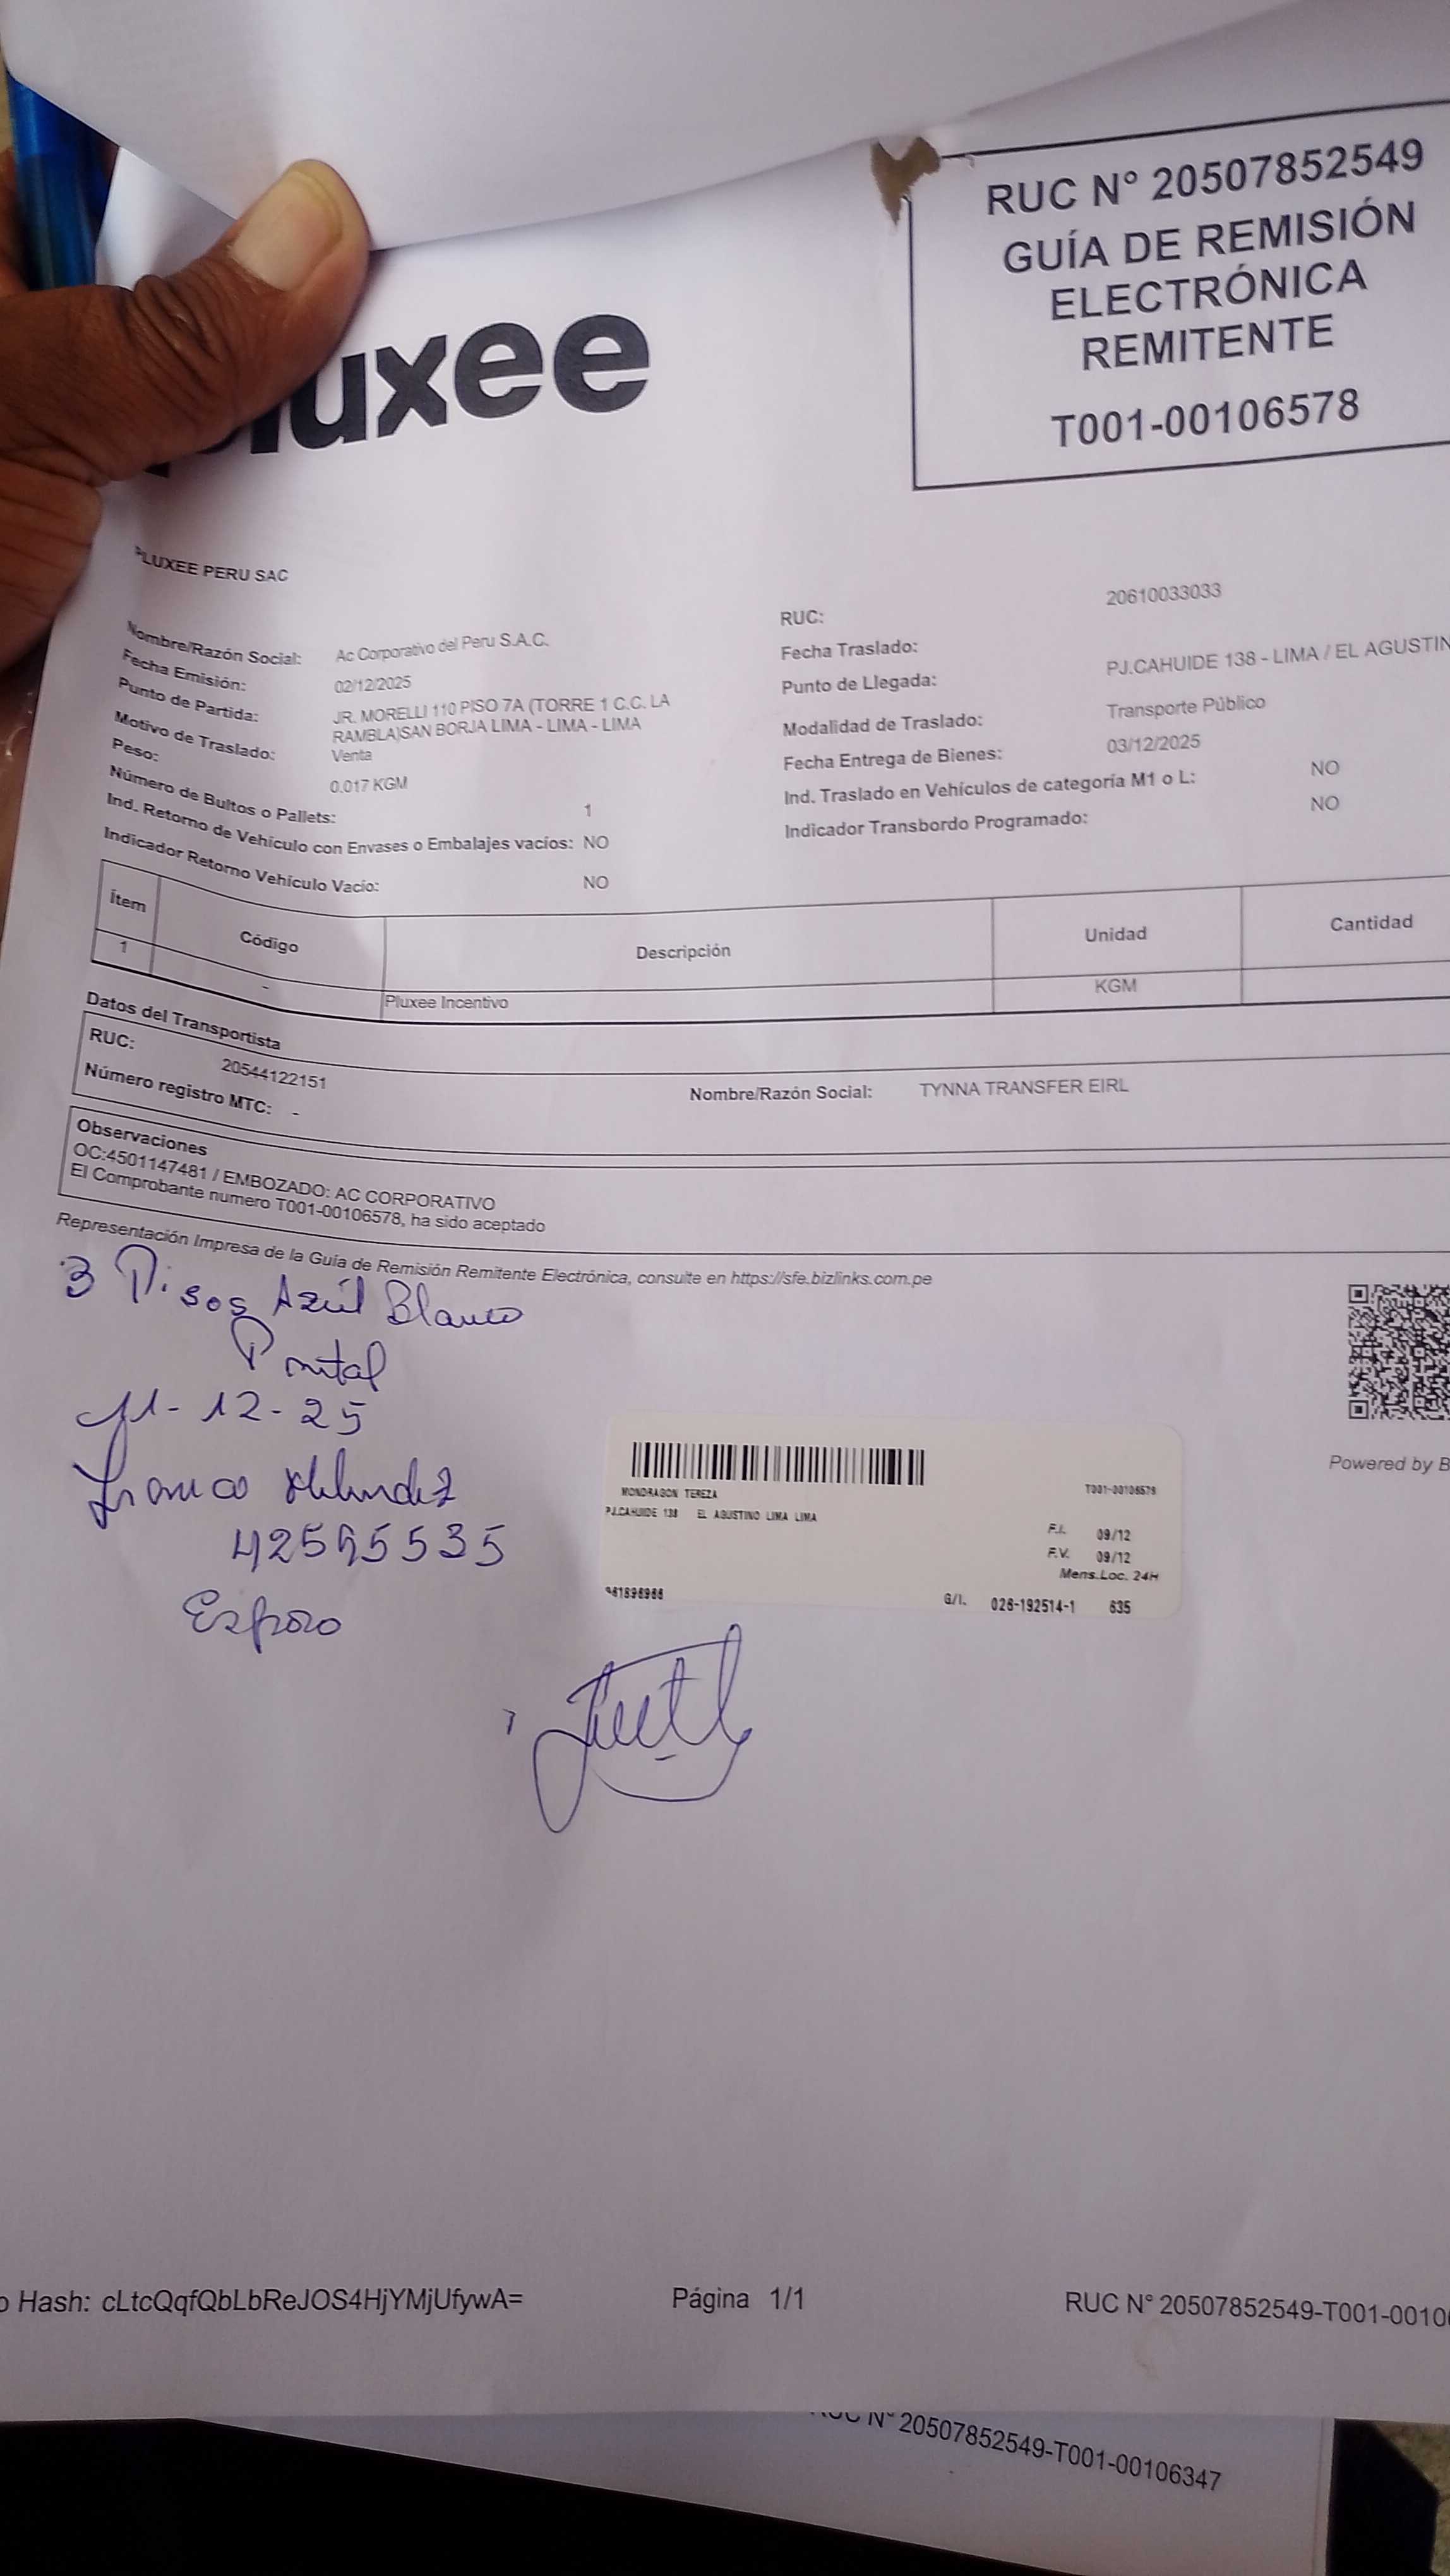 RUC N° 20507852549
GUÍA DE REMISIÓN
ELECTRÓNICA
REMITENTE
T001-00106578
pluxee
PLUXEE PERU SAC
Nombre/Razón Social: Ac Corporativo del Peru S.A.C.
Fecha Emisión: 02/12/2025
Punto de Partida: JR. MORELLI 110 PISO 7A (TORRE 1 C.C. LA
RAMBLA)SAN BORJA LIMA - LIMA - LIMA
Motivo de Traslado: Venta
Peso: 0.017 KGM
Número de Bultos o Pallets: 1
Ind. Retorno de Vehículo con Envases o Embalajes vacíos: NO
Indicador Retorno Vehículo Vacío: NO
RUC: 20610033033
Fecha Traslado:
Punto de Llegada: PJ.CAHUIDE 138 - LIMA / EL AGUSTIN
Modalidad de Traslado: Transporte Público
Fecha Entrega de Bienes: 03/12/2025
Ind. Traslado en Vehículos de categoría M1 o L: NO
Indicador Transbordo Programado: NO
Ítem Código Descripción Unidad Cantidad
1 - Pluxee Incentivo KGM
Datos del Transportista
RUC: 20544122151 Nombre/Razón Social: TYNNA TRANSFER EIRL
Número registro MTC: -
Observaciones
OC:4501147481 / EMBOZADO: AC CORPORATIVO
El Comprobante numero T001-00106578, ha sido aceptado
Representación Impresa de la Guía de Remisión Remitente Electrónica, consulte en https://sfe.bizlinks.com.pe
3 Pisos Azúl Blanco
11-12-25
Powered by B
MONDRAGON TEREZA T001-00106578
PJ.CAHUIDE 138 EL AGUSTINO LIMA LIMA
F.I. 09/12
F.V. 09/12
Mens.Loc. 24H
961896966 G/I. 026-192514-1 635
Esposo
o Hash: cLtcQqfQbLbReJOS4HjYMjUfywA=
Página 1/1
RUC N° 20507852549-T001-0010
RUC N° 20507852549-T001-00106347